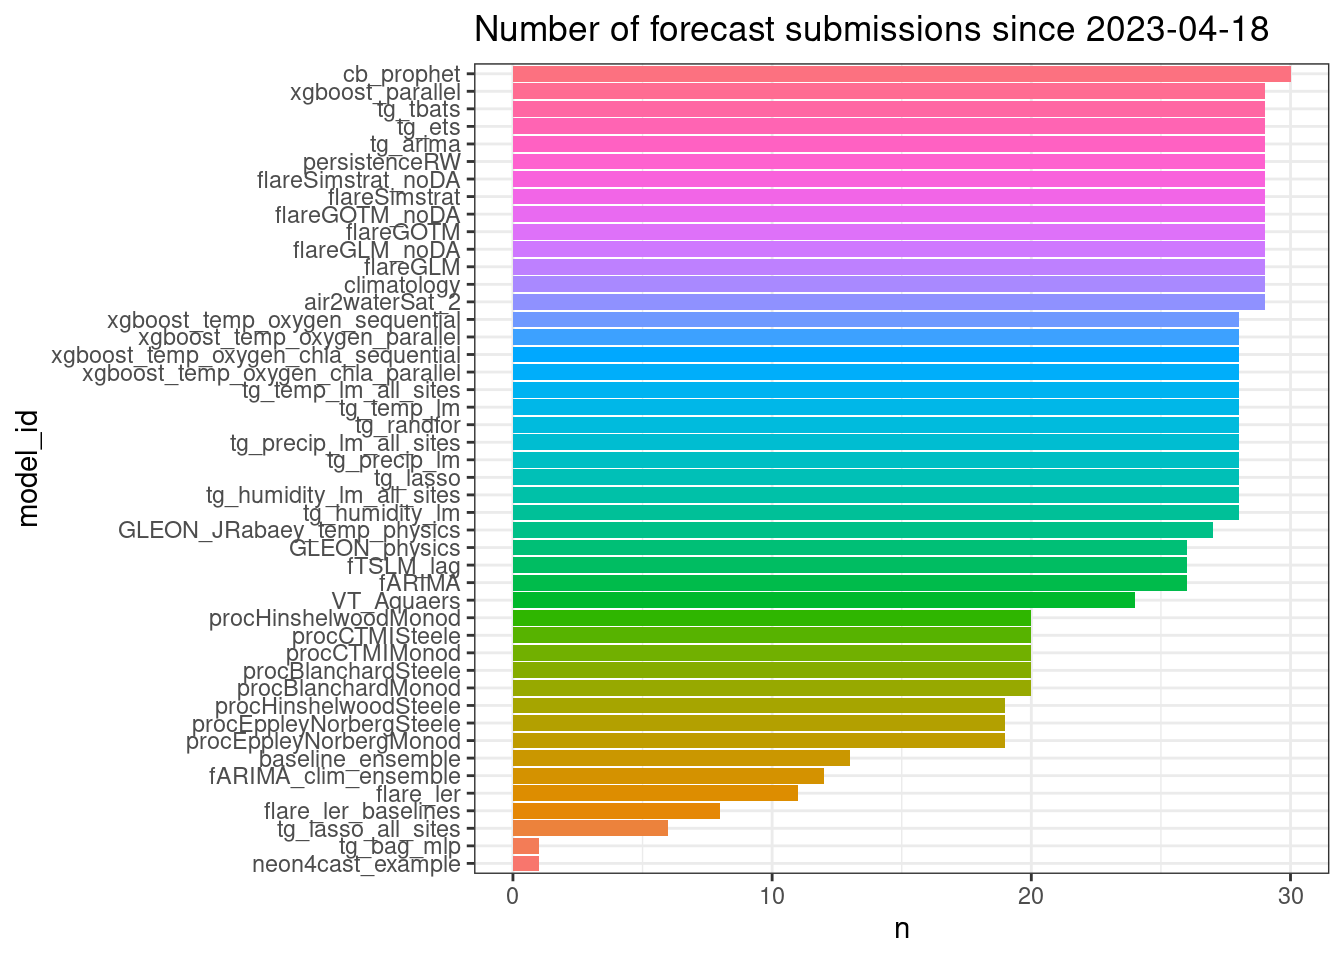 Number of forecast submissions since 2023-04-18
cb_prophet
xgboost_parallel
tg_tbats
tg_ets
tg_arima
persistenceRW
flareSimstrat_noDA
flareSimstrat
flareGOTM_noDA
flareGOTM
flareGLM_noDA
flareGLM
climatology
air2waterSat_2
xgboost_temp_oxygen_sequential
xgboost_temp_oxygen_parallel
xgboost_temp_oxygen_chla_sequential
xgboost_temp_oxygen_chla_parallel
tg_temp_lm_all_sites
tg_temp_lm
tg_randfor
tg_precip_lm_all_sites
tg_precip_lm
tg_lasso
tg_humidity_lm_all_sites
tg_humidity_lm
GLEON_JRabaey_temp_physics
GLEON_physics
fTSLM_lag
fARIMA
VT_Aquaers
procHinshelwoodMonod
procCTMISteele
procCTMIMonod
procBlanchardSteele
procBlanchardMonod
procHinshelwoodSteele
procEppleyNorbergSteele
procEppleyNorbergMonod
baseline_ensemble
fARIMA_clim_ensemble
flare_ler
flare_ler_baselines
tg_lasso_all_sites
tg_bag_mlp
neon4cast_example
model_id
0 10 20 30
n